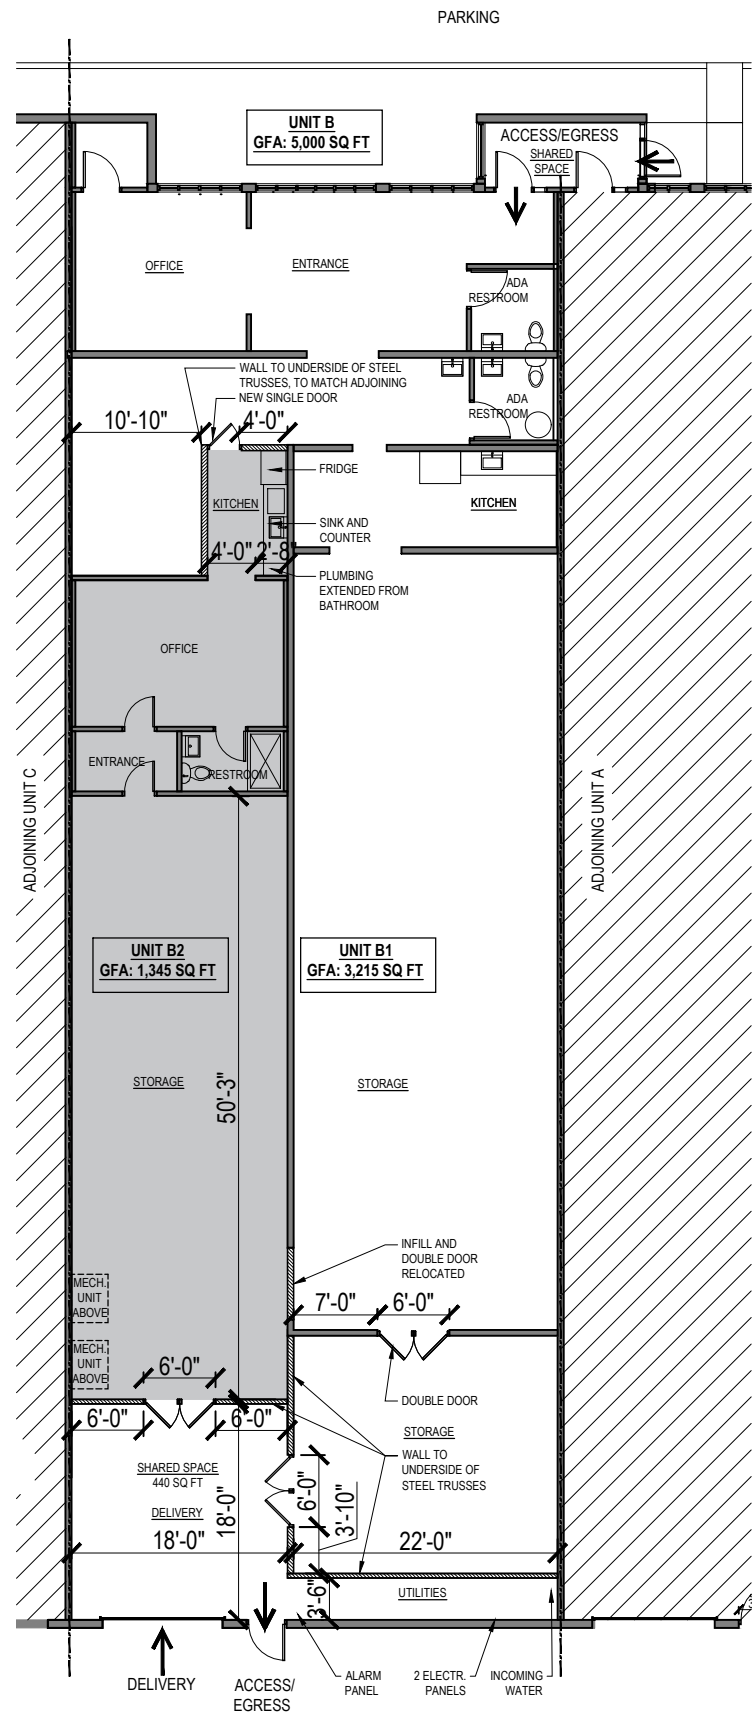 PARKING
UNIT B
GFA: 5,000 SQ FT
ACCESS/EGRESS
SHARED
SPACE
OFFICE
ENTRANCE
ADA
RESTROOM
WALL TO UNDERSIDE OF STEEL
TRUSSES, TO MATCH ADJOINING
NEW SINGLE DOOR
ADA
RESTROOM
10'-10"
4'-0"
FRIDGE
KITCHEN
KITCHEN
SINK AND
COUNTER
4'-0"
2'-8"
PLUMBING
EXTENDED FROM
BATHROOM
OFFICE
ENTRANCE
RESTROOM
ADJOINING UNIT C
ADJOINING UNIT A
UNIT B2
GFA: 1,345 SQ FT
UNIT B1
GFA: 3,215 SQ FT
STORAGE
50'-3"
STORAGE
INFILL AND
DOUBLE DOOR
RELOCATED
MECH.
UNIT
ABOVE
7'-0"
6'-0"
MECH.
UNIT
ABOVE
6'-0"
DOUBLE DOOR
6'-0"
6'-0"
STORAGE
WALL TO
UNDERSIDE OF
STEEL TRUSSES
SHARED SPACE
440 SQ FT
DELIVERY
18'-0"
6'-0"
3'-10"
18'-0"
22'-0"
3'-6"
UTILITIES
DELIVERY
ACCESS/
EGRESS
ALARM
PANEL
2 ELECTR.
PANELS
INCOMING
WATER